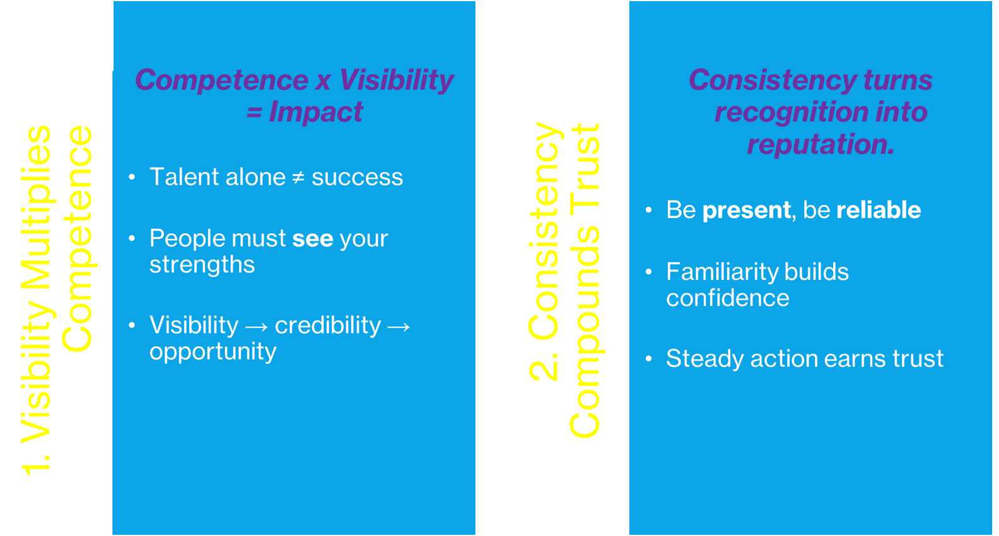 1. Visibility Multiplies
Competence
Competence x Visibility
= Impact
• Talent alone ≠ success
• People must see your
strengths
• Visibility → credibility →
opportunity
2. Consistency
Compounds Trust
Consistency turns
recognition into
reputation.
• Be present, be reliable
• Familiarity builds
confidence
• Steady action earns trust